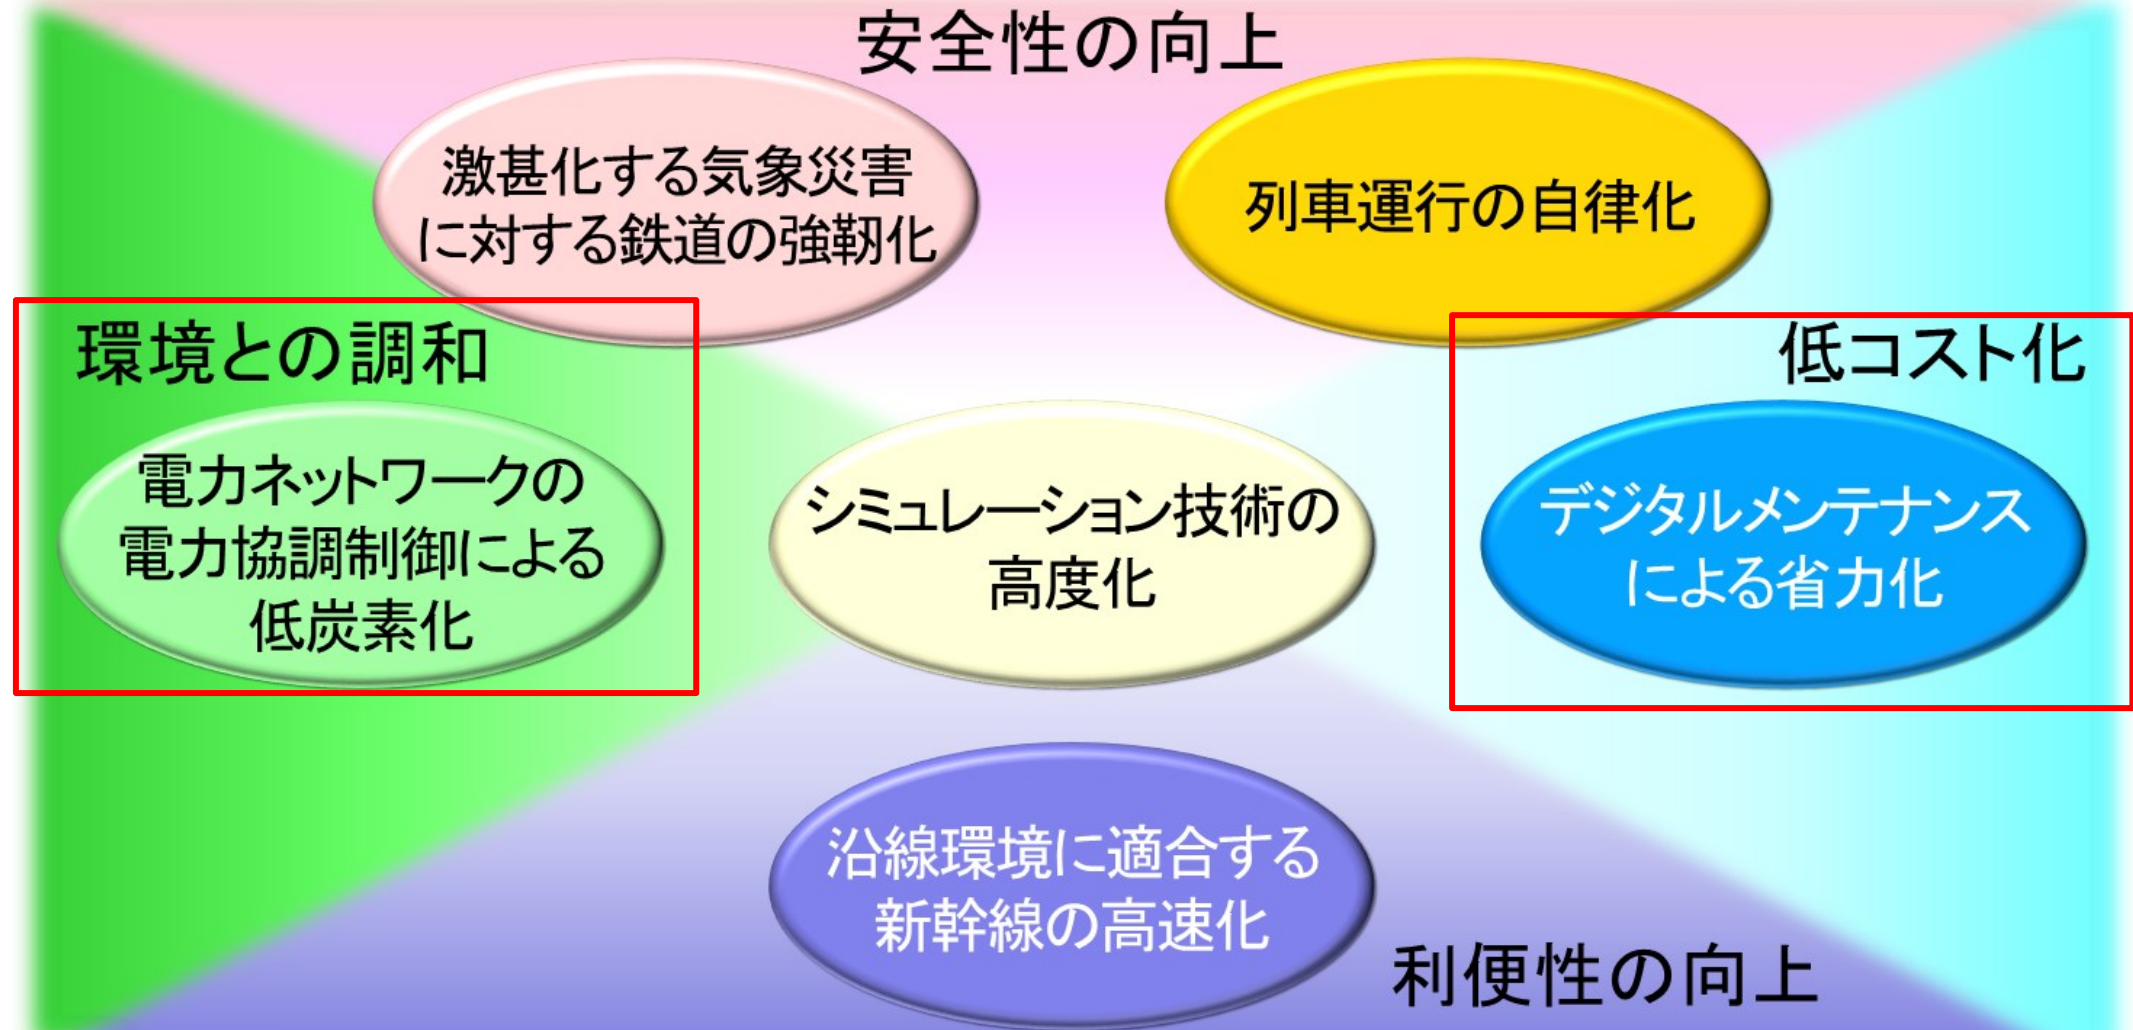 安全性の向上
激甚化する気象災害
に対する鉄道の強靭化
列車運行の自律化
環境との調和
低コスト化
電力ネットワークの
電力協調制御による
低炭素化
シミュレーション技術の
高度化
デジタルメンテナンス
による省力化
沿線環境に適合する
新幹線の高速化
利便性の向上